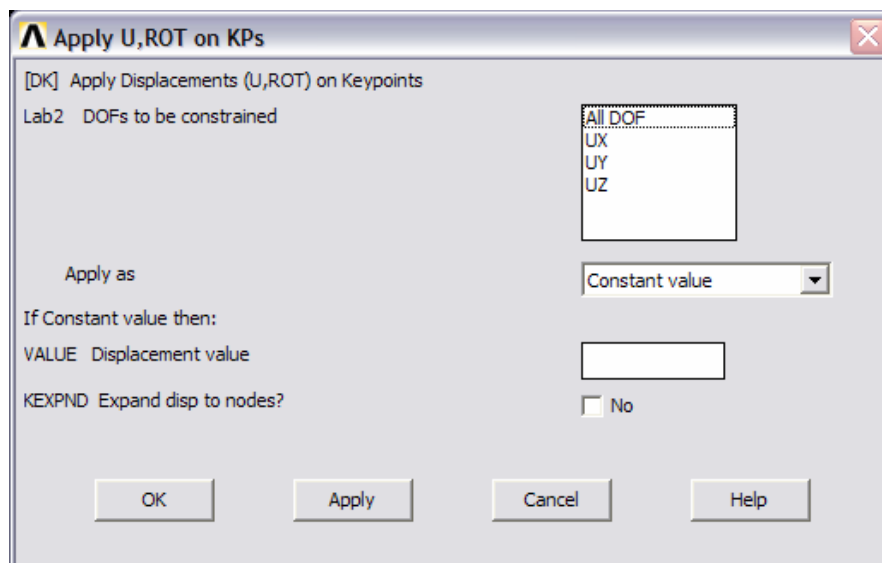 Apply U,ROT on KPs
[DK] Apply Displacements (U,ROT) on Keypoints
Lab2 DOFs to be constrained
All DOF
UX
UY
UZ
Apply as
Constant value
If Constant value then:
VALUE Displacement value
KEXPND Expand disp to nodes?
No
OK Apply Cancel Help